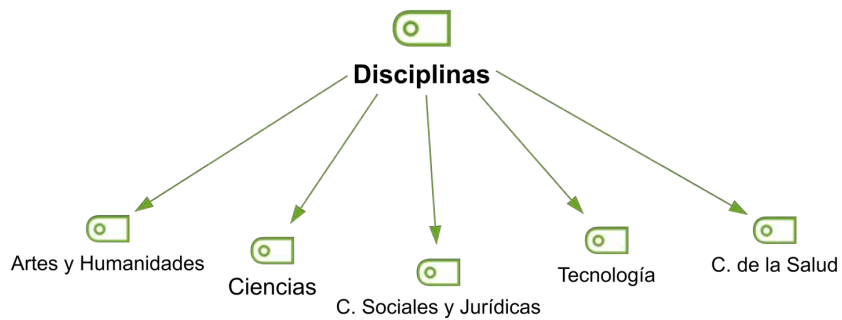 Disciplinas
Artes y Humanidades
Ciencias
C. Sociales y Jurídicas
Tecnología
C. de la Salud